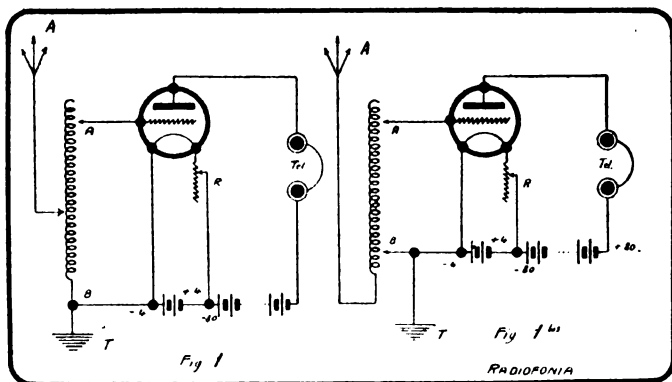 A
A
R
Tel
B
-4
+4
-80
T
Fig 1
A
A
R
Tel.
B
-4
+4
-80
+80.
T
Fig 1 bis
RADIOFONIA